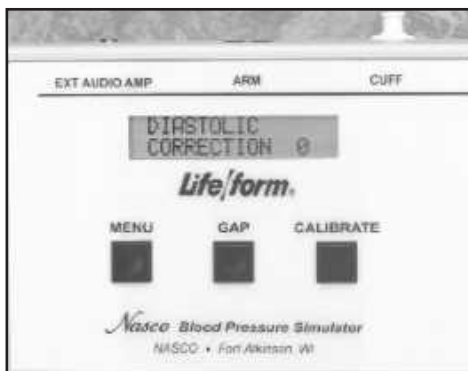 EXT AUDIO AMP ARM CUFF
DIASTOLIC
CORRECTION 0
Life/form®
MENU GAP CALIBRATE
Nasco Blood Pressure Simulator
NASCO • Fort Atkinson, WI